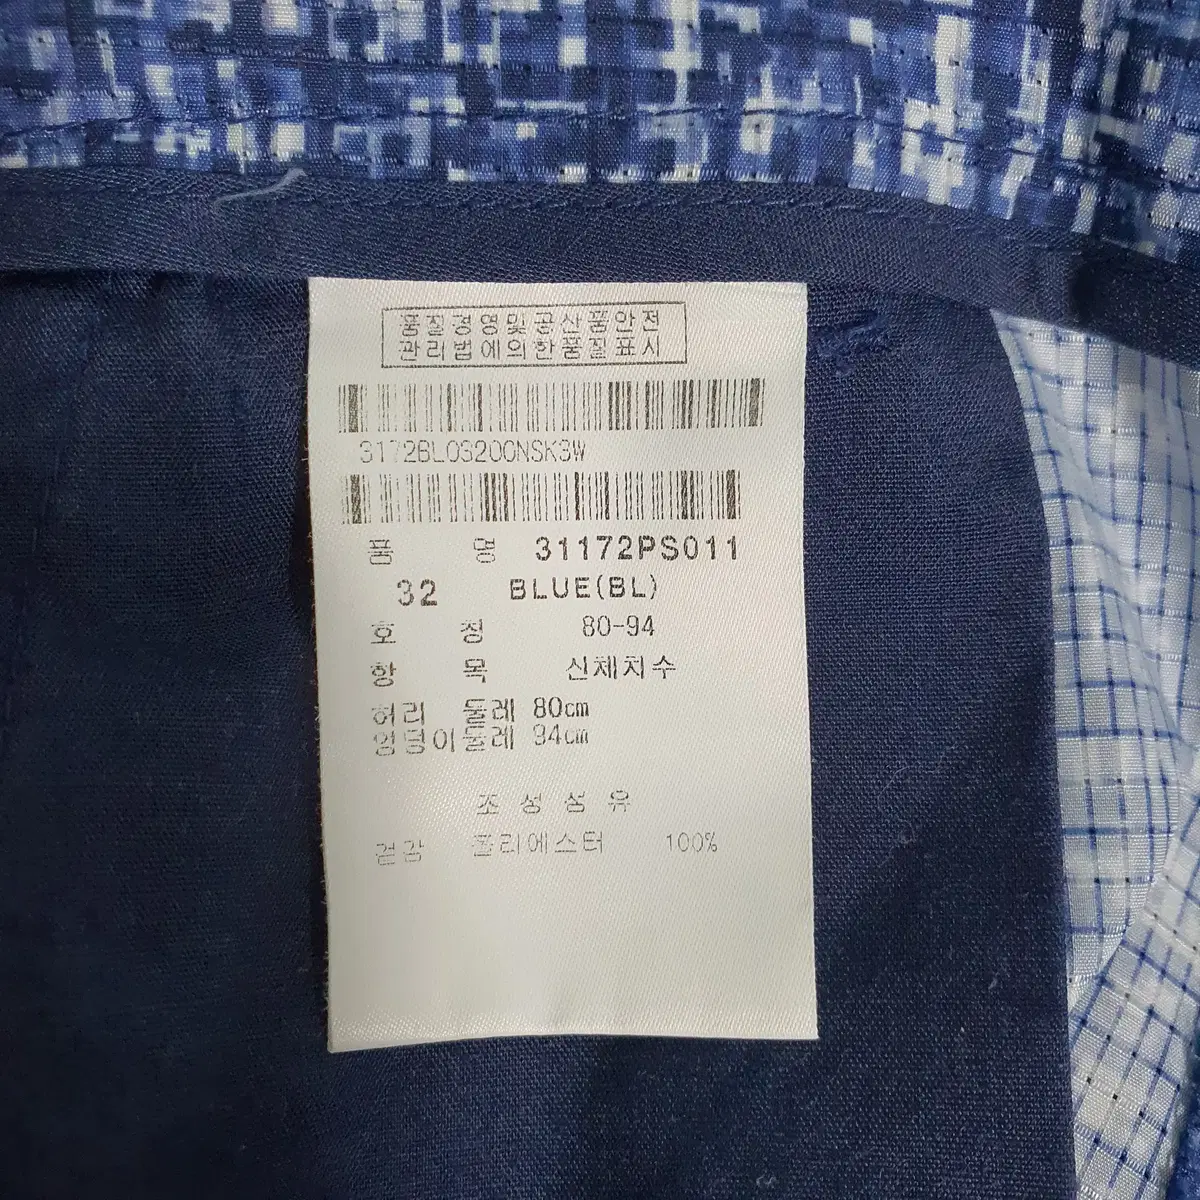 품질경영및공산품안전
관리법에의한품질표시
품 명 31172PS011
32 BLUE(BL)
호 칭 80-94
항 목 신체치수
허리 둘레 80cm
엉덩이둘레 94cm
조 성 섬 유
겉감 폴리에스터 100%